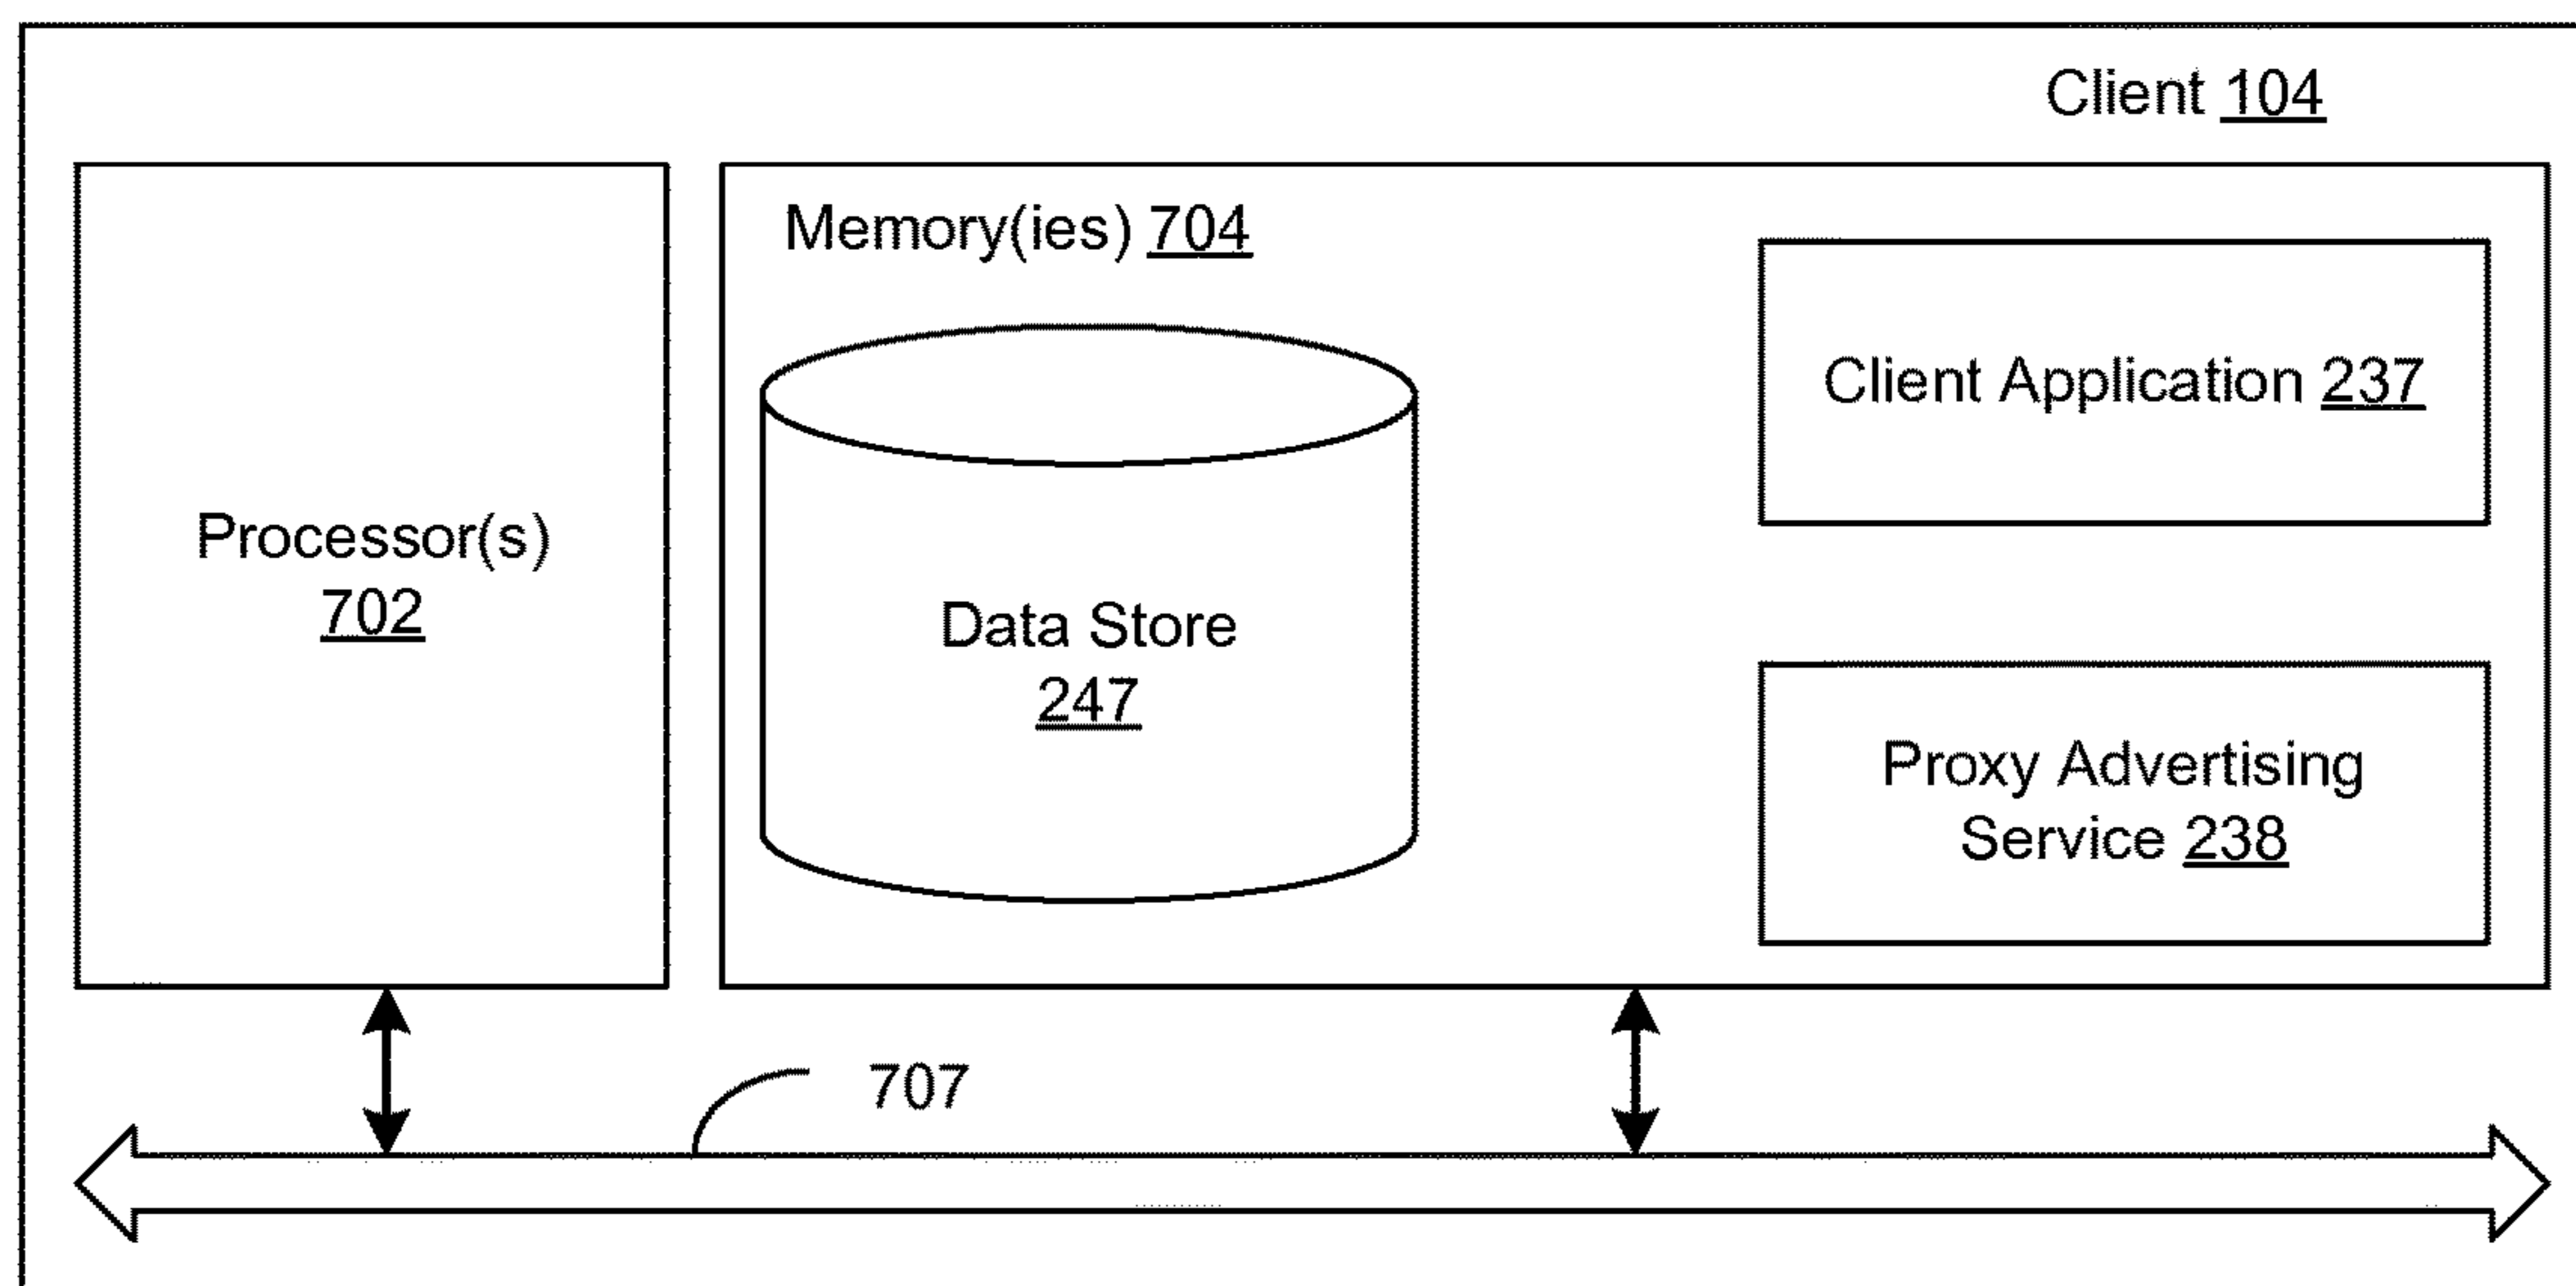 Client 104
Memory(ies) 704
Client Application 237
Processor(s)
702
Data Store
247
Proxy Advertising
Service 238
707